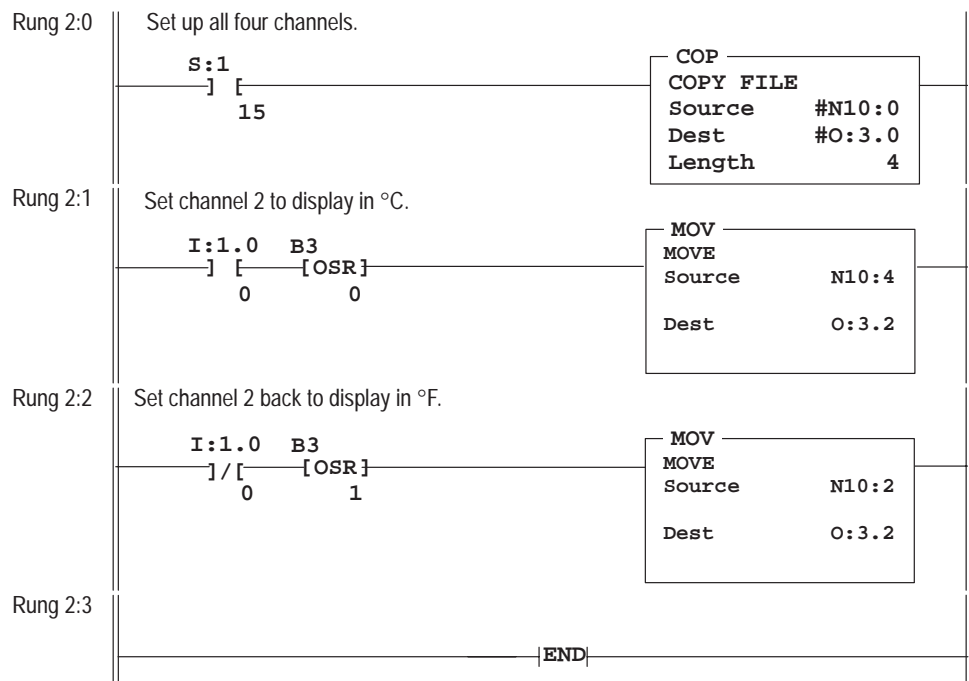 Rung 2:0 Set up all four channels.
S:1
] [
15
COP
COPY FILE
Source #N10:0
Dest #O:3.0
Length 4
Rung 2:1 Set channel 2 to display in °C.
I:1.0 B3
] [ [OSR]
0 0
MOV
MOVE
Source N10:4
Dest O:3.2
Rung 2:2 Set channel 2 back to display in °F.
I:1.0 B3
]/[ [OSR]
0 1
MOV
MOVE
Source N10:2
Dest O:3.2
Rung 2:3
|END|